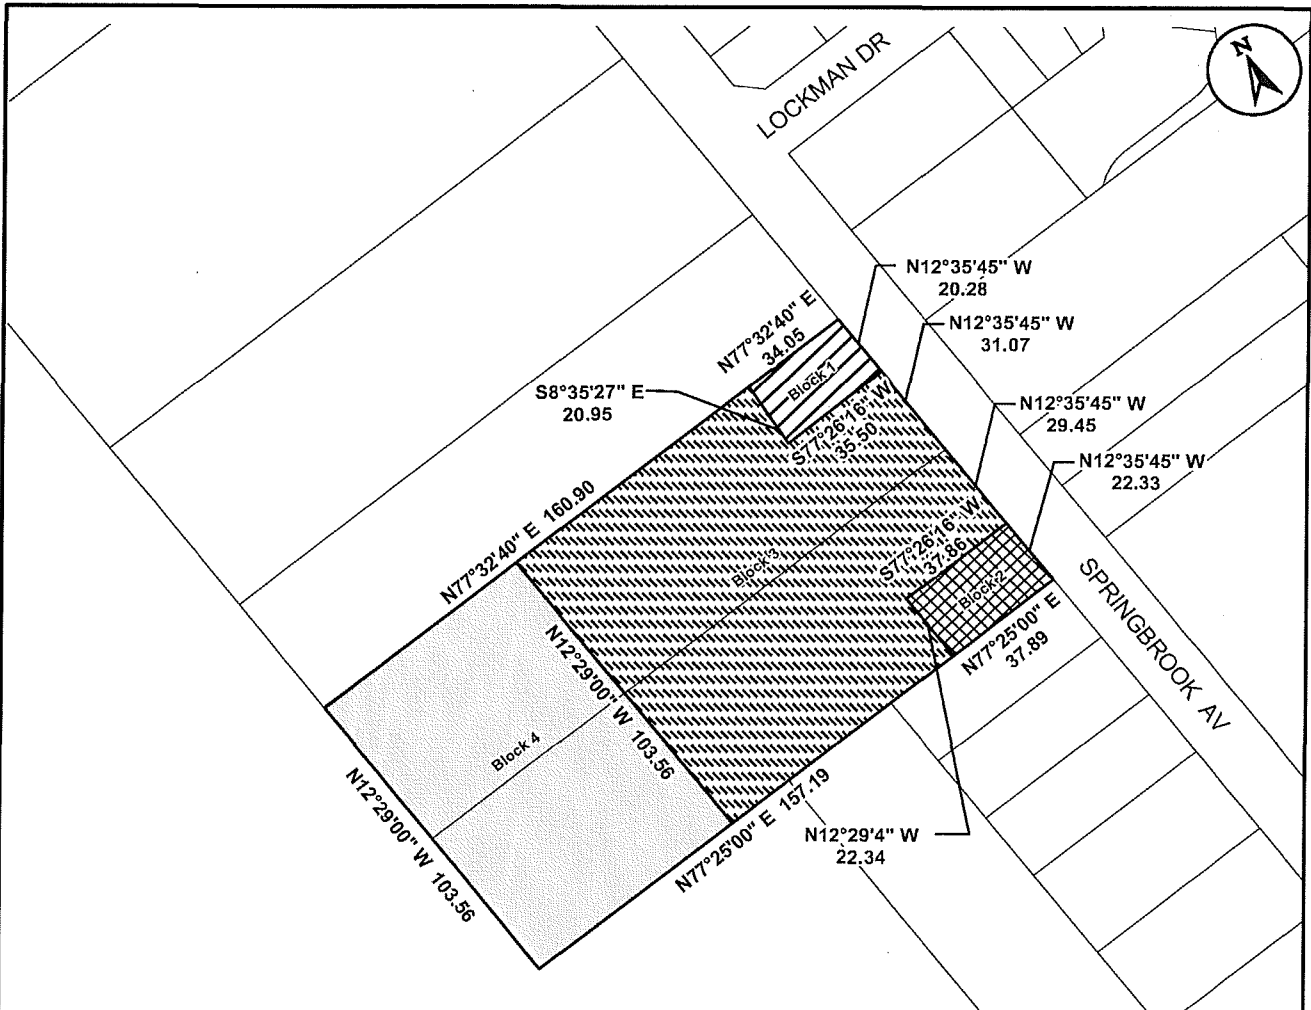 N
LOCKMAN DR
N12°35'45" W
20.28
N12°35'45" W
31.07
N77°32'40" E
34.05
Block 1
S8°35'27" E
20.95
S77°26'16" W
35.50
N12°35'45" W
29.45
N12°35'45" W
22.33
N77°32'40" E 160.90
Block 3
S77°26'16" W
37.86
Block 2
SPRINGBROOK AV
N77°25'00" E
37.89
N12°29'00" W 103.56
Block 4
N12°29'00" W 103.56
N77°25'00" E 157.19
N12°29'4" W
22.34